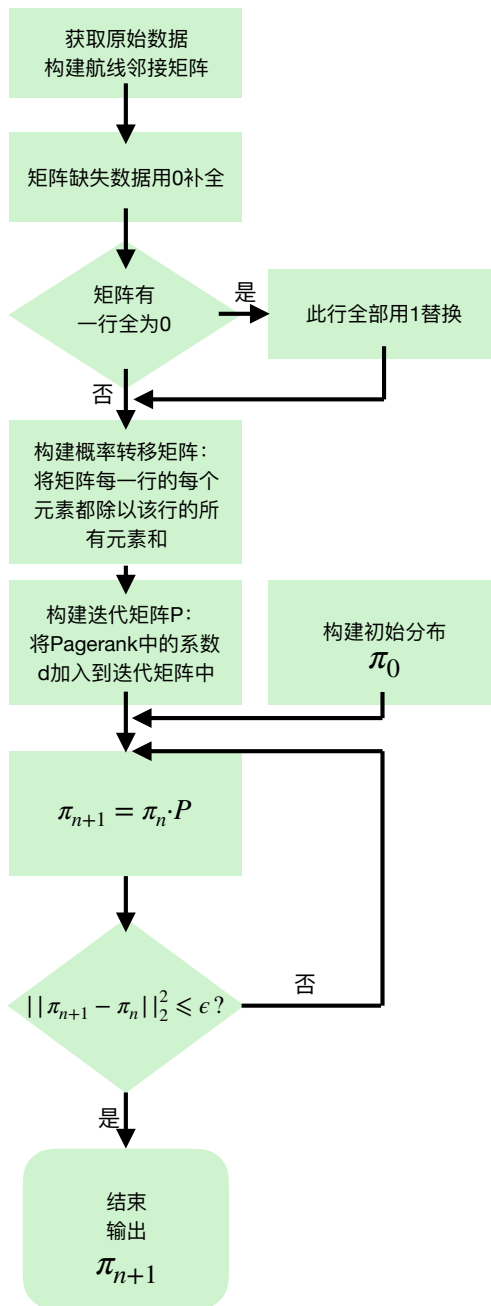 获取原始数据
构建航线邻接矩阵
矩阵缺失数据用0补全
矩阵有
一行全为0
是
此行全部用1替换
否
构建概率转移矩阵：
将矩阵每一行的每个
元素都除以该行的所
有元素和
构建迭代矩阵P：
将Pagerank中的系数
d加入到迭代矩阵中
构建初始分布
π₀
πₙ₊₁ = πₙ·P
||πₙ₊₁ − πₙ||₂² ⩽ ϵ?
否
是
结束
输出
πₙ₊₁